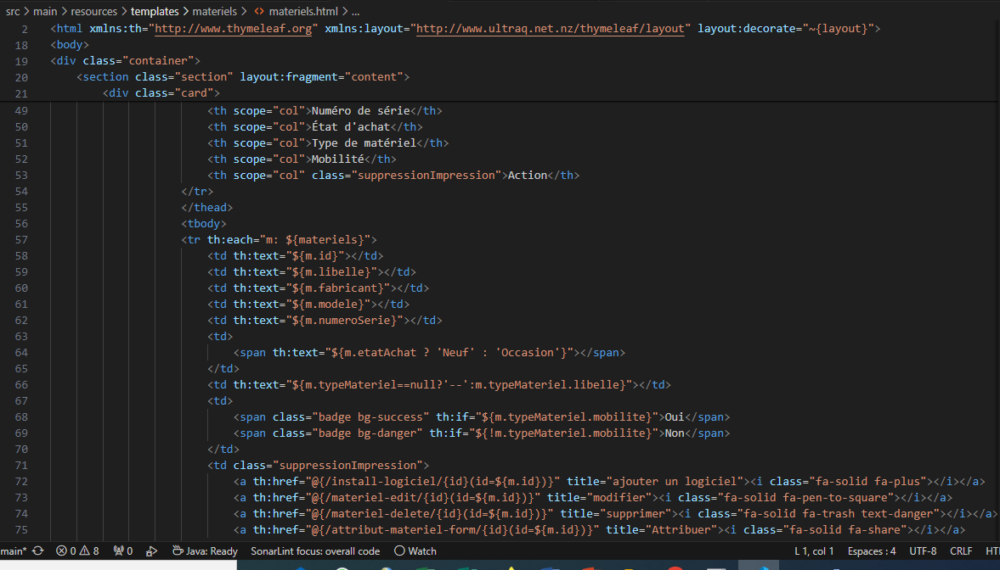 src > main > resources > templates > materiels > <> materiels.html > ...
2 <html xmlns:th="http://www.thymeleaf.org" xmlns:layout="http://www.ultraq.net.nz/thymeleaf/layout" layout:decorate="~{layout}">
18 <body>
19 <div class="container">
20 <section class="section" layout:fragment="content">
21 <div class="card">
49 <th scope="col">Numéro de série</th>
50 <th scope="col">État d'achat</th>
51 <th scope="col">Type de matériel</th>
52 <th scope="col">Mobilité</th>
53 <th scope="col" class="suppressionImpression">Action</th>
54 </tr>
55 </thead>
56 <tbody>
57 <tr th:each="m: ${materiels}">
58 <td th:text="${m.id}"></td>
59 <td th:text="${m.libelle}"></td>
60 <td th:text="${m.fabricant}"></td>
61 <td th:text="${m.modele}"></td>
62 <td th:text="${m.numeroSerie}"></td>
63 <td>
64 <span th:text="${m.etatAchat ? 'Neuf' : 'Occasion'}"></span>
65 </td>
66 <td th:text="${m.typeMateriel==null?'--':m.typeMateriel.libelle}"></td>
67 <td>
68 <span class="badge bg-success" th:if="${m.typeMateriel.mobilite}">Oui</span>
69 <span class="badge bg-danger" th:if="${!m.typeMateriel.mobilite}">Non</span>
70 </td>
71 <td class="suppressionImpression">
72 <a th:href="@{/install-logiciel/{id}(id=${m.id})}" title="ajouter un logiciel"><i class="fa-solid fa-plus"></i></a>
73 <a th:href="@{/materiel-edit/{id}(id=${m.id})}" title="modifier"><i class="fa-solid fa-pen-to-square"></i></a>
74 <a th:href="@{/materiel-delete/{id}(id=${m.id})}" title="supprimer"><i class="fa-solid fa-trash text-danger"></i></a>
75 <a th:href="@{/attribut-materiel-form/{id}(id=${m.id})}" title="Attribuer"><i class="fa-solid fa-share"></i></a>
main* 0 8 0 Java: Ready SonarLint focus: overall code Watch L 1, col 1 Espaces : 4 UTF-8 CRLF HT